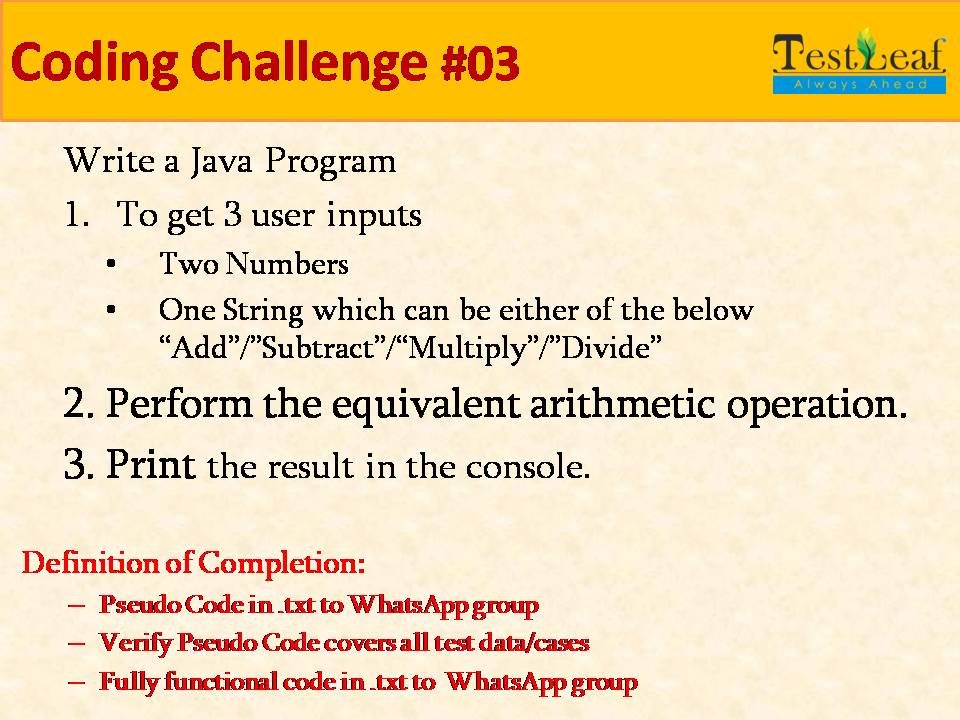 Coding Challenge #03
TestLeaf
Always Ahead
Write a Java Program
1. To get 3 user inputs
• Two Numbers
• One String which can be either of the below
“Add”/”Subtract”/“Multiply”/”Divide”
2. Perform the equivalent arithmetic operation.
3. Print the result in the console.
Definition of Completion:
– Pseudo Code in .txt to WhatsApp group
– Verify Pseudo Code covers all test data/cases
– Fully functional code in .txt to WhatsApp group